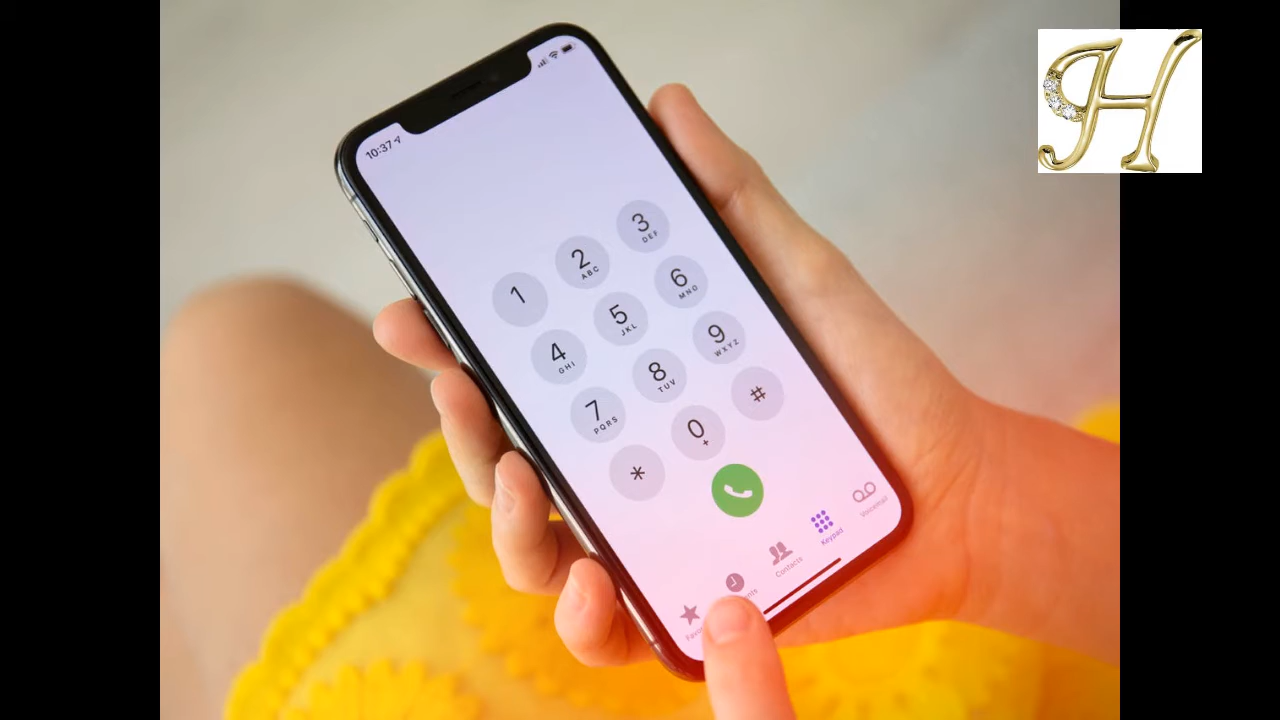 10:37
1
2
ABC
3
DEF
4
GHI
5
JKL
6
MNO
7
PQRS
8
TUV
9
WXYZ
*
0
+
#
Contacts
Keypad
Voicemail
H